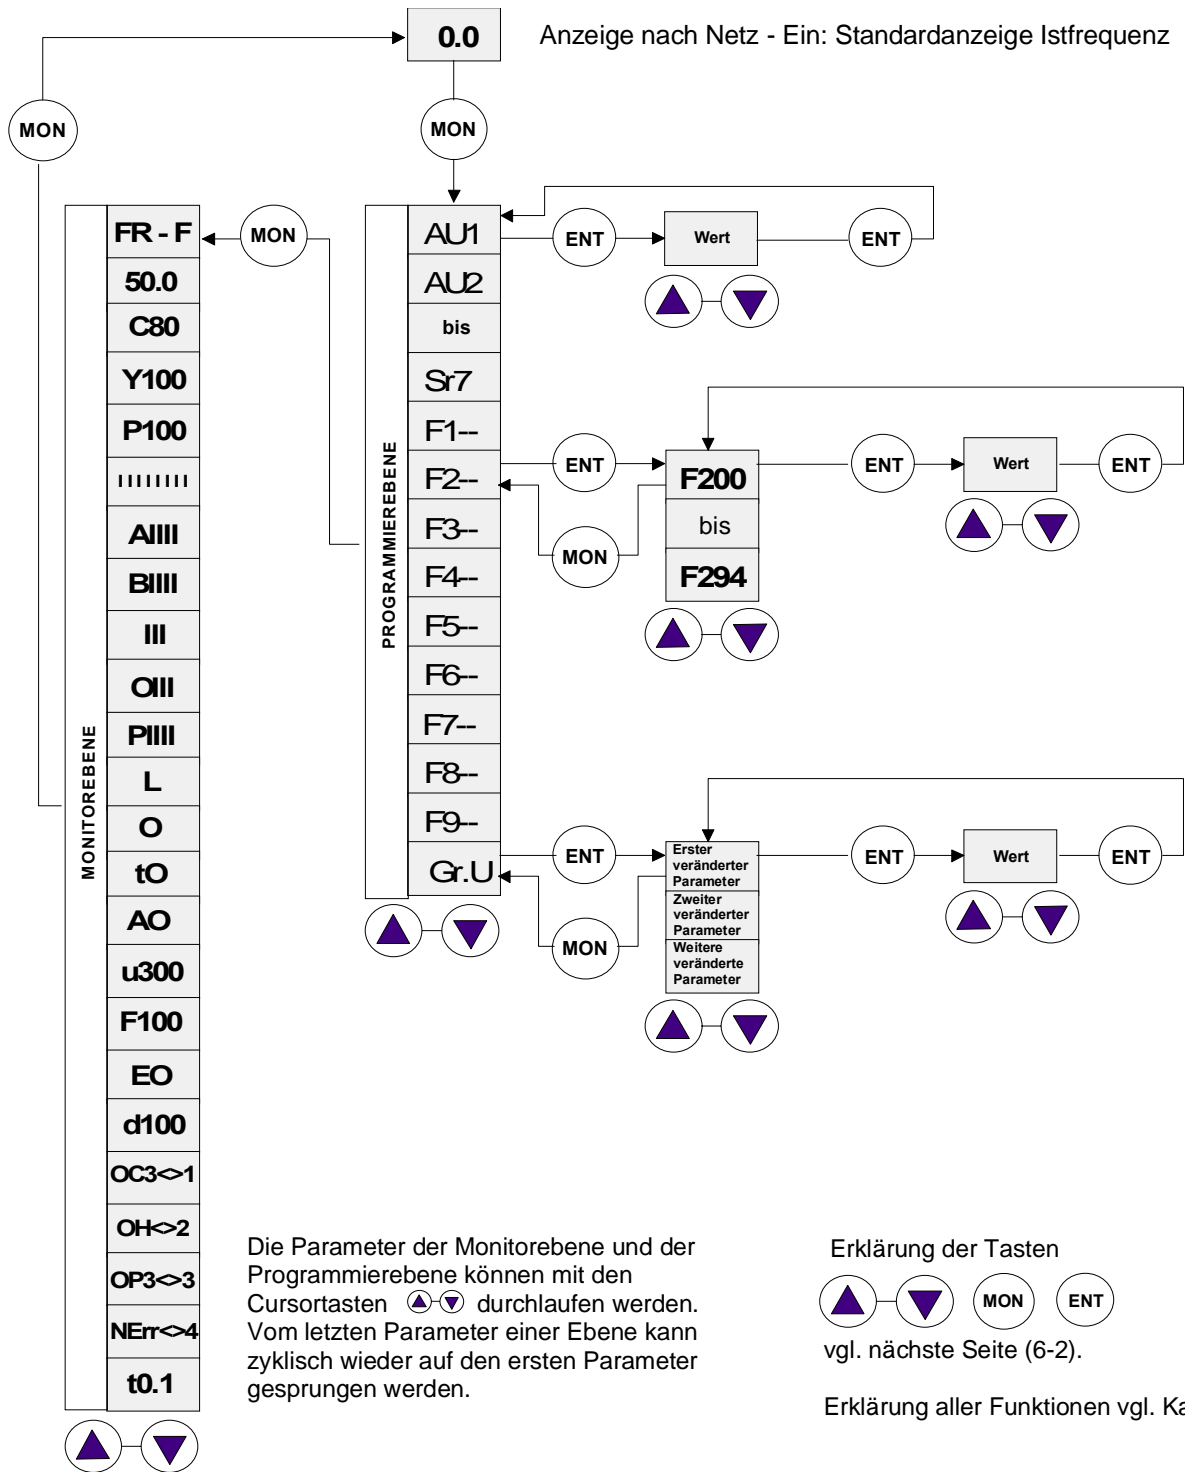 0.0
Anzeige nach Netz - Ein: Standardanzeige Istfrequenz
MON
MON
MONITOREBENE
FR - F
50.0
C80
Y100
P100
IIIIIIII
AIIII
BIIII
III
OIII
PIIII
L
O
tO
AO
u300
F100
EO
d100
OC3<>1
OH<>2
OP3<>3
NErr<>4
t0.1
MON
PROGRAMMIEREBENE
AU1
AU2
bis
Sr7
F1--
F2--
F3--
F4--
F5--
F6--
F7--
F8--
F9--
Gr.U
ENT
Wert
ENT
ENT
MON
F200
bis
F294
ENT
Wert
ENT
ENT
MON
Erster
veränderter
Parameter
Zweiter
veränderter
Parameter
Weitere
veränderte
Parameter
ENT
Wert
ENT
Die Parameter der Monitorebene und der
Programmierebene können mit den
Cursortasten durchlaufen werden.
Vom letzten Parameter einer Ebene kann
zyklisch wieder auf den ersten Parameter
gesprungen werden.
Erklärung der Tasten
MON ENT
vgl. nächste Seite (6-2).
Erklärung aller Funktionen vgl.